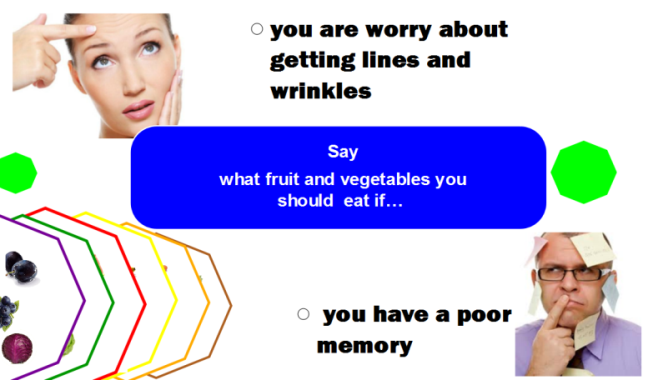 you are worry about
getting lines and
wrinkles
Say
what fruit and vegetables you
should eat if…
you have a poor
memory